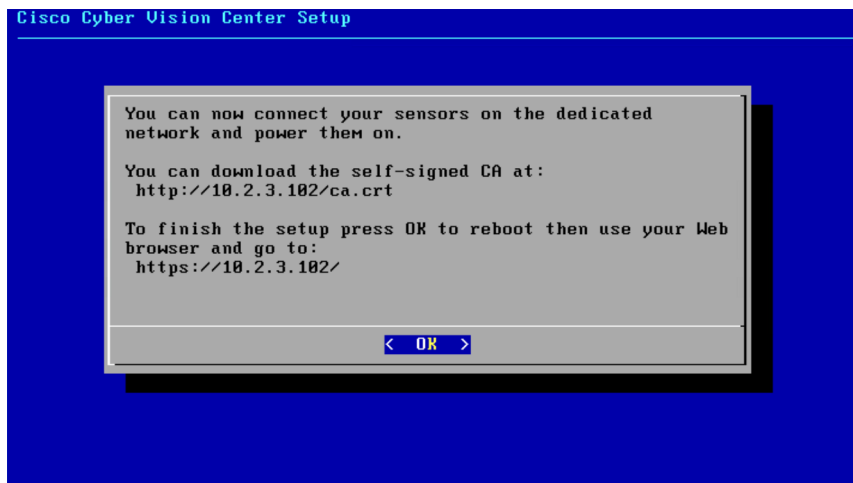 Cisco Cyber Vision Center Setup
You can now connect your sensors on the dedicated
network and power them on.
You can download the self-signed CA at:
http://10.2.3.102/ca.crt
To finish the setup press OK to reboot then use your Web
browser and go to:
https://10.2.3.102/
< OK >